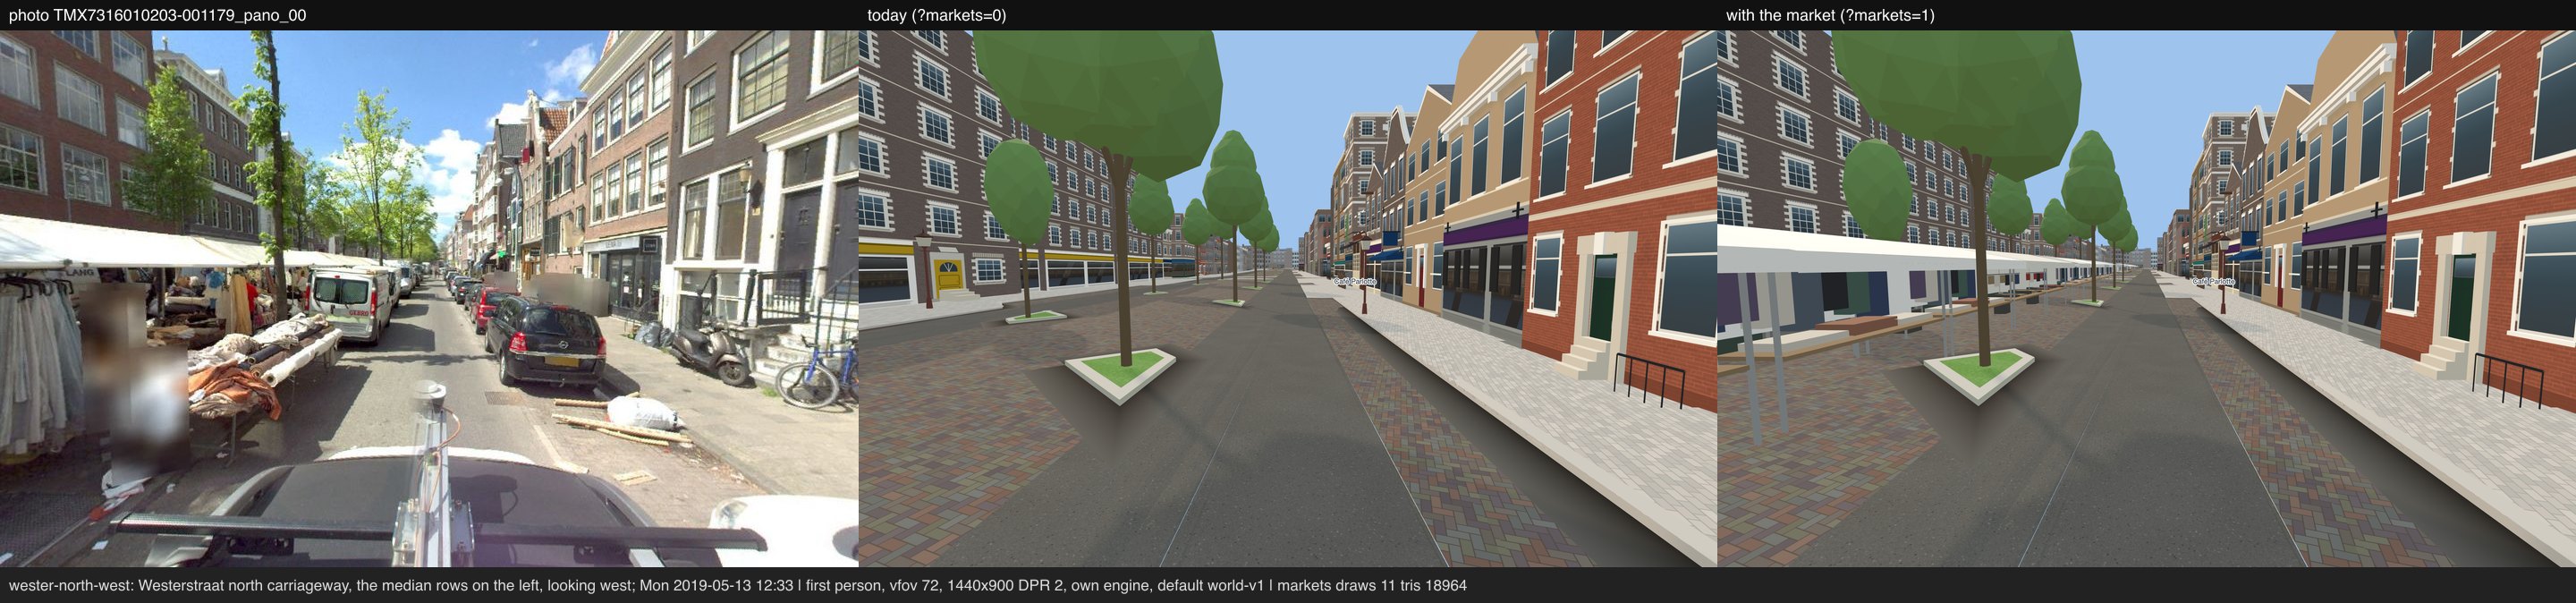 photo TMX7316010203-001179_pano_00
today (?markets=0)
with the market (?markets=1)
LANG
Café Parlotte
Café Parlotte
wester-north-west: Westerstraat north carriageway, the median rows on the left, looking west; Mon 2019-05-13 12:33 | first person, vfov 72, 1440x900 DPR 2, own engine, default world-v1 | markets draws 11 tris 18964